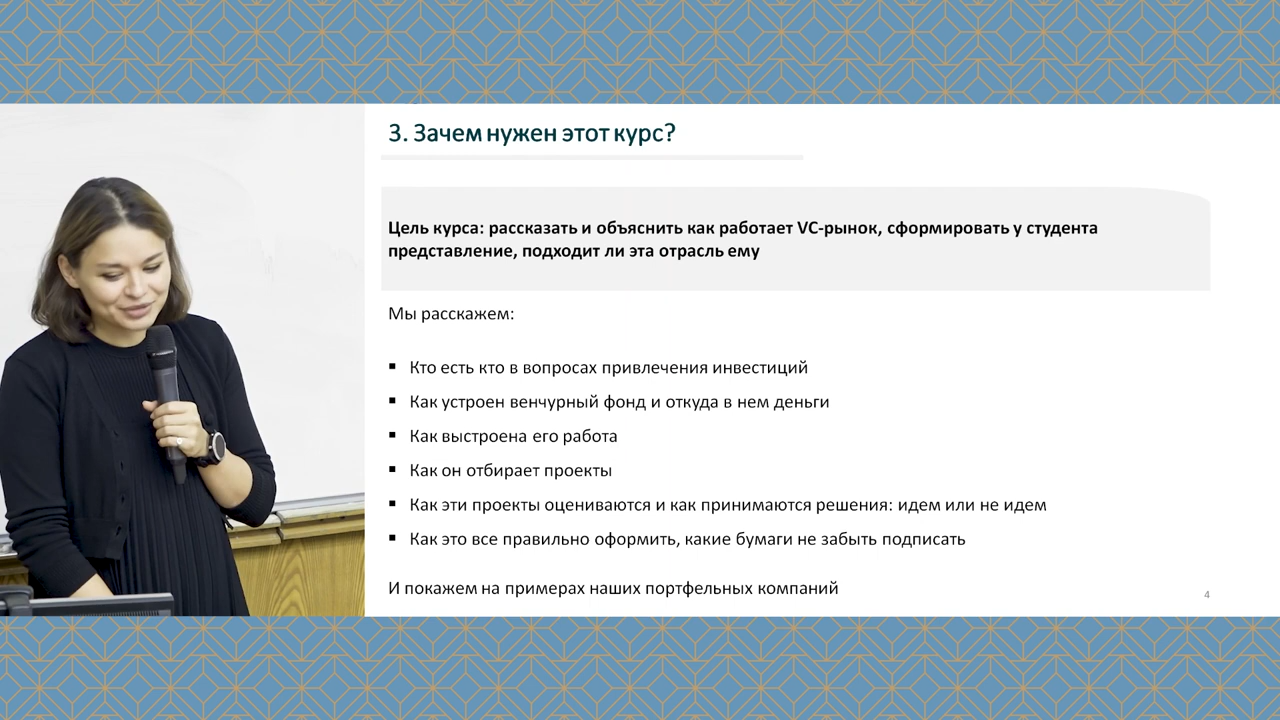 3. Зачем нужен этот курс?
Цель курса: рассказать и объяснить как работает VC-рынок, сформировать у студента
представление, подходит ли эта отрасль ему
Мы расскажем:
▪ Кто есть кто в вопросах привлечения инвестиций
▪ Как устроен венчурный фонд и откуда в нем деньги
▪ Как выстроена его работа
▪ Как он отбирает проекты
▪ Как эти проекты оцениваются и как принимаются решения: идем или не идем
▪ Как это все правильно оформить, какие бумаги не забыть подписать
И покажем на примерах наших портфельных компаний
4